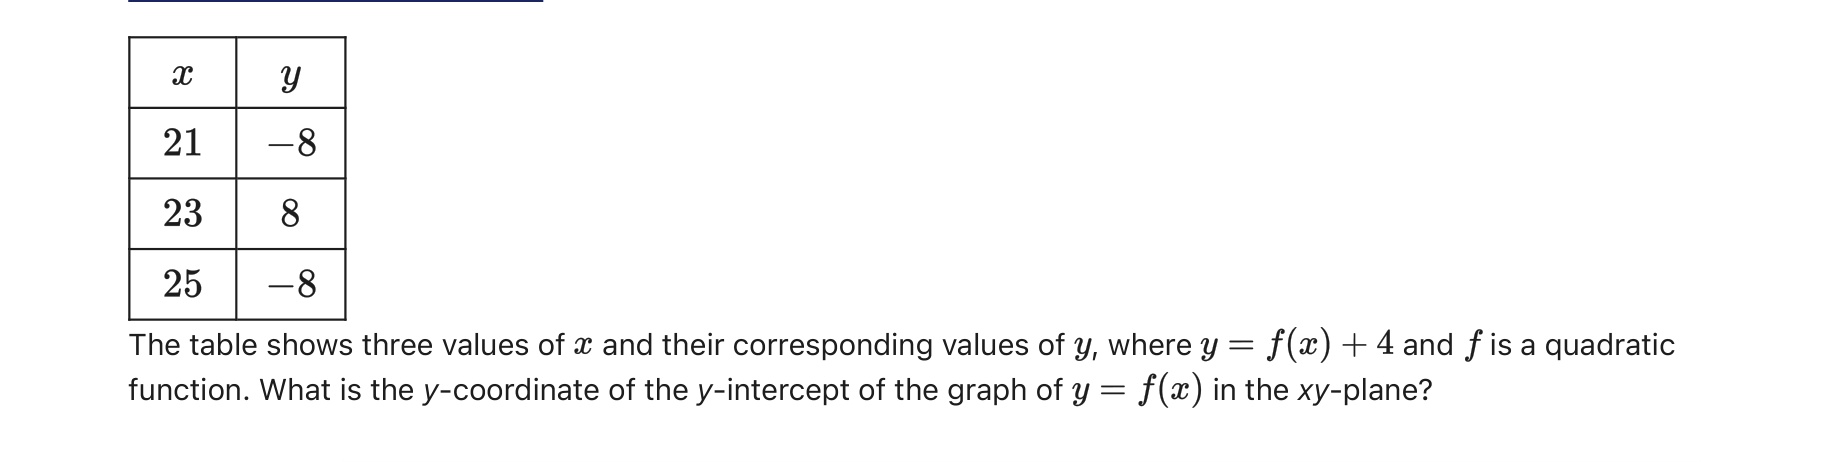 x y
21 −8
23 8
25 −8
The table shows three values of x and their corresponding values of y, where y = f(x) + 4 and f is a quadratic
function. What is the y-coordinate of the y-intercept of the graph of y = f(x) in the xy-plane?